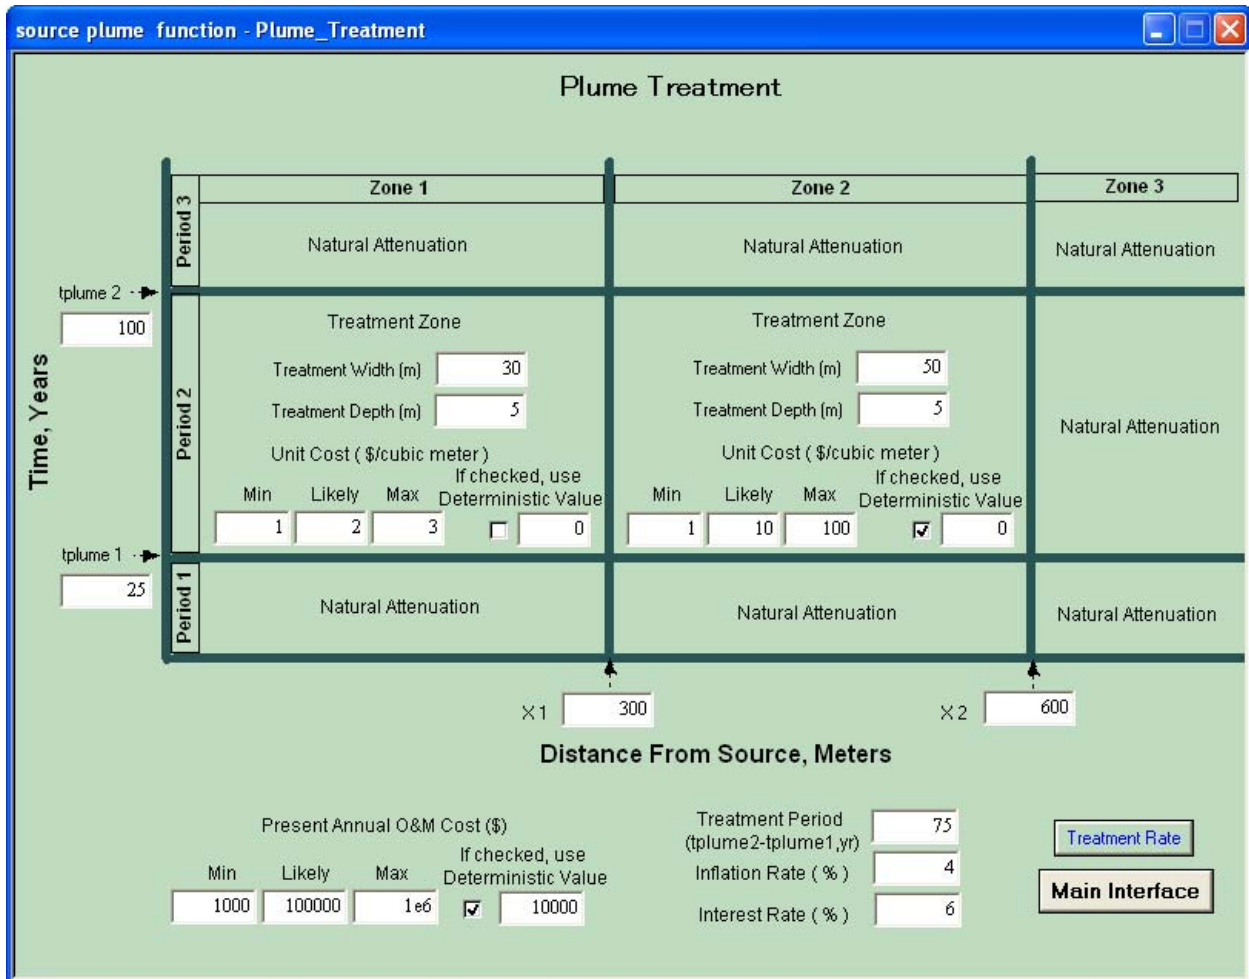 source plume function - Plume_Treatment
Plume Treatment
Zone 1 Zone 2 Zone 3
Period 3
Natural Attenuation Natural Attenuation Natural Attenuation
tplume 2
100
Time, Years
Period 2
Treatment Zone Treatment Zone
Treatment Width (m) 30 Treatment Width (m) 50
Treatment Depth (m) 5 Treatment Depth (m) 5
Natural Attenuation
Unit Cost ( $/cubic meter ) Unit Cost ( $/cubic meter )
If checked, use If checked, use
Min Likely Max Deterministic Value Min Likely Max Deterministic Value
1 2 3 0 1 10 100 0
tplume 1
25
Period 1
Natural Attenuation Natural Attenuation Natural Attenuation
X 1 300 X 2 600
Distance From Source, Meters
Present Annual O&M Cost ($)
If checked, use
Min Likely Max Deterministic Value
1000 100000 1e6 10000
Treatment Period
(tplume2-tplume1,yr) 75
Inflation Rate ( % ) 4
Interest Rate ( % ) 6
Treatment Rate
Main Interface